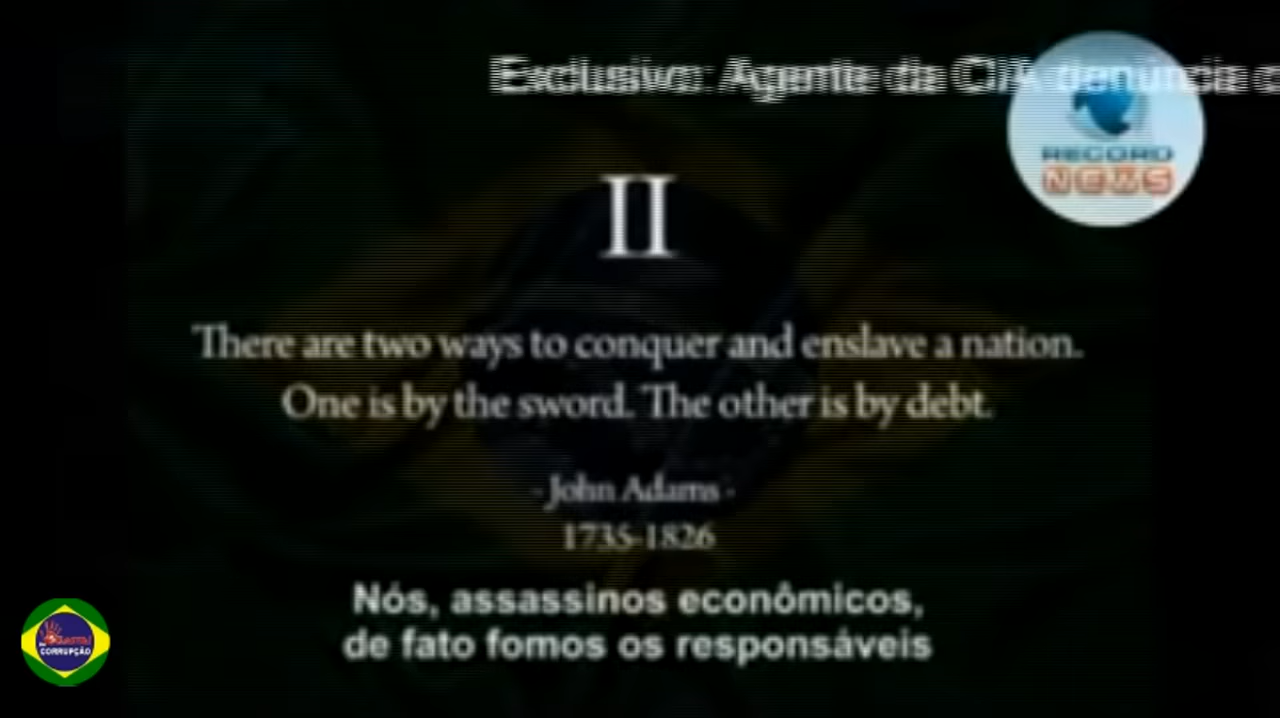 Exclusivo: Agente da CIA denuncia
RECORD
NEWS
II
There are two ways to conquer and enslave a nation.
One is by the sword. The other is by debt.
- John Adams -
1735-1826
Nós, assassinos econômicos,
de fato fomos os responsáveis
CORRUPÇÃO